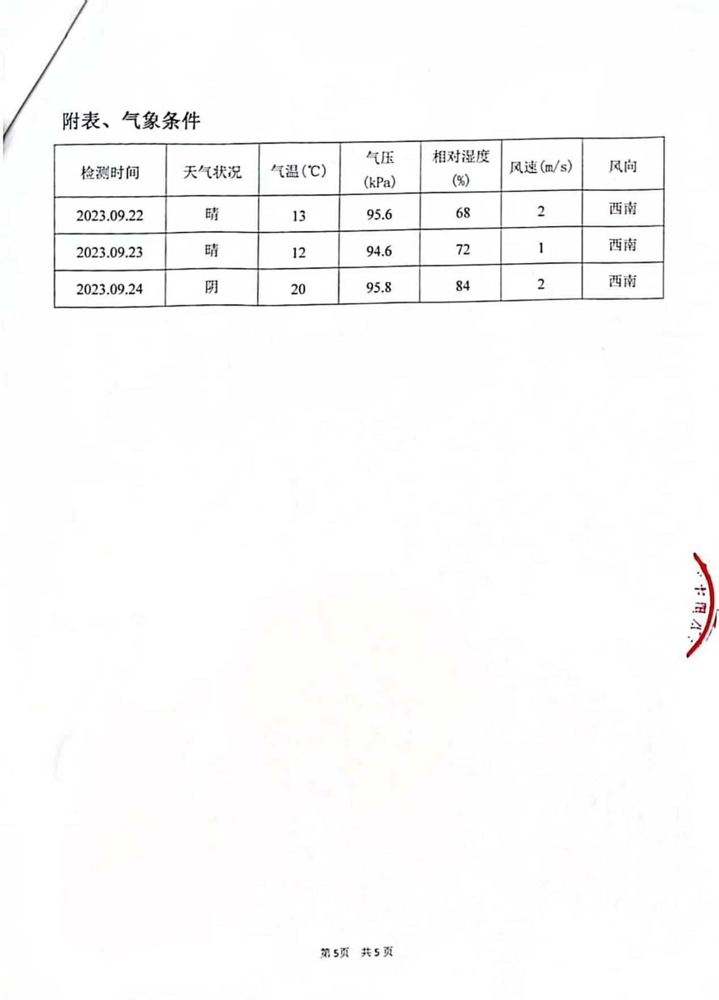 附表、气象条件
检测时间 天气状况 气温(℃) 气压(kPa) 相对湿度(%) 风速(m/s) 风向
2023.09.22 晴 13 95.6 68 2 西南
2023.09.23 晴 12 94.6 72 1 西南
2023.09.24 阴 20 95.8 84 2 西南
第5页 共5页